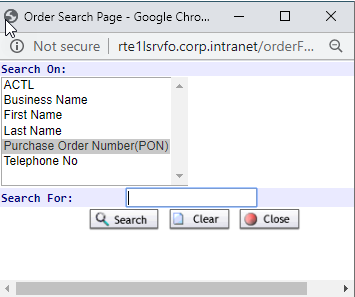 Order Search Page - Google Chro...
Not secure | rte1lsrvfo.corp.intranet/orderF...
Search On:
ACTL
Business Name
First Name
Last Name
Purchase Order Number(PON)
Telephone No
Search For:
Search Clear Close